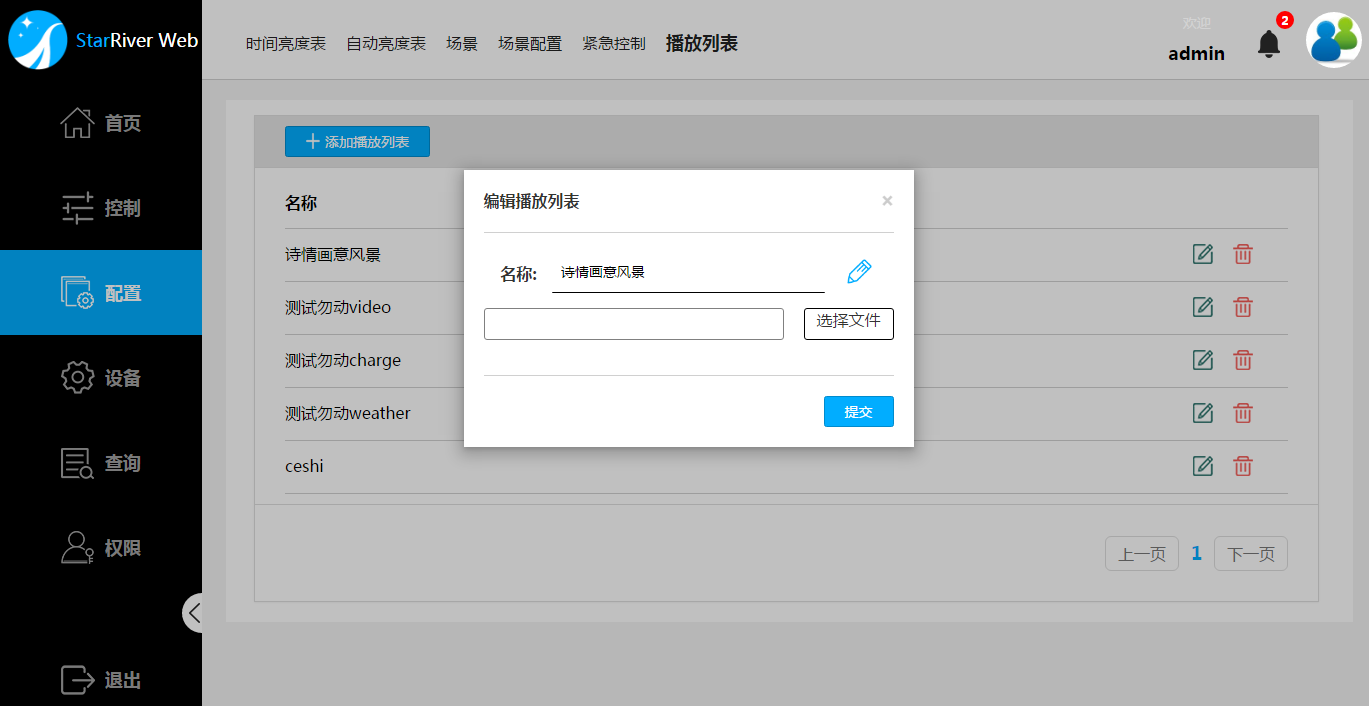 StarRiver Web
时间亮度表 自动亮度表 场景 场景配置 紧急控制 播放列表
欢迎
admin
2
首页
控制
配置
设备
查询
权限
退出
添加播放列表
名称
诗情画意风景
测试勿动video
测试勿动charge
测试勿动weather
ceshi
上一页 1 下一页
编辑播放列表
×
名称: 诗情画意风景
选择文件
提交